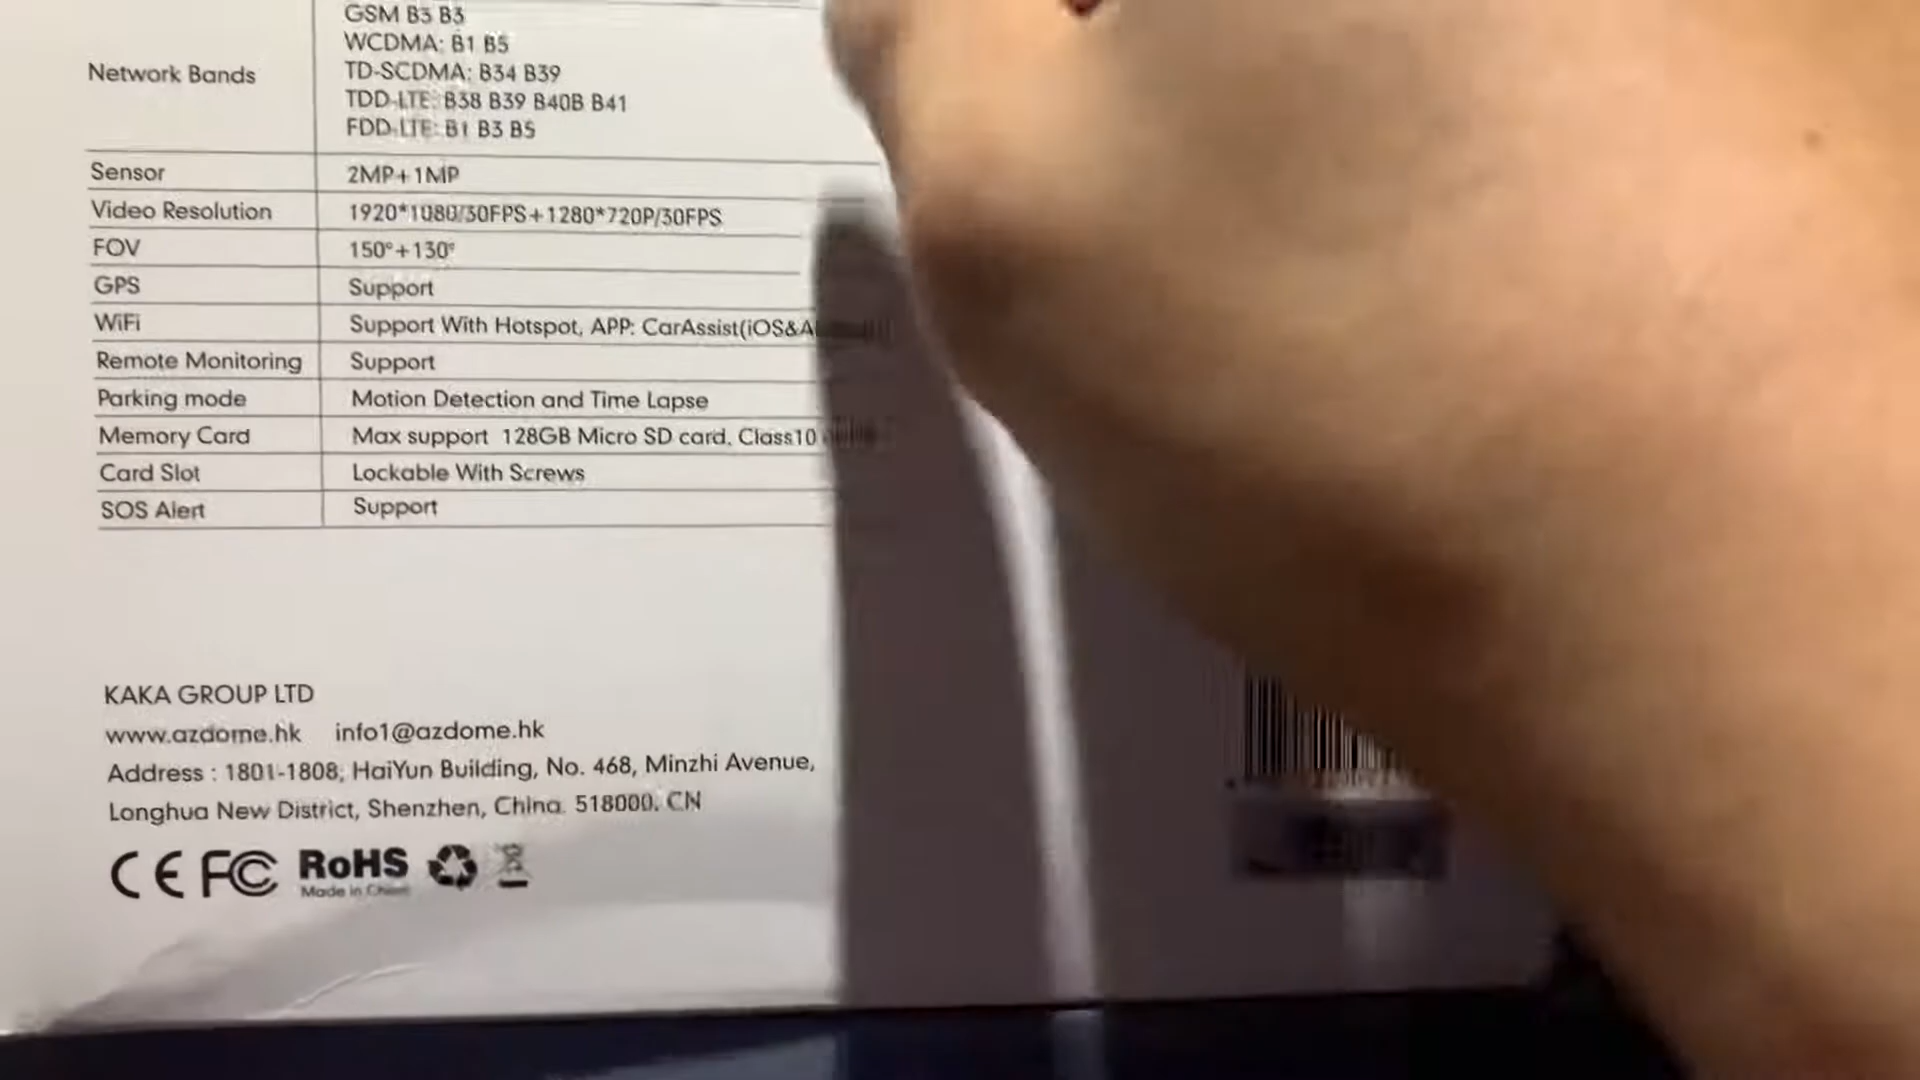 GSM B3 B3
WCDMA: B1 B5
Network Bands
TD-SCDMA: B34 B39
TDD-LTE: B38 B39 B40B B41
FDD-LTE: B1 B3 B5
Sensor 2MP+1MP
Video Resolution 1920*1080/30FPS+1280*720P/30FPS
FOV 150°+130°
GPS Support
WiFi Support With Hotspot, APP: CarAssist(iOS&
Remote Monitoring Support
Parking mode Motion Detection and Time Lapse
Memory Card Max support 128GB Micro SD card, Class10
Card Slot Lockable With Screws
SOS Alert Support
KAKA GROUP LTD
www.azdome.hk info1@azdome.hk
Address : 1801-1808, HaiYun Building, No. 468, Minzhi Avenue,
Longhua New District, Shenzhen, China. 518000. CN
CE FC RoHS
Made in China